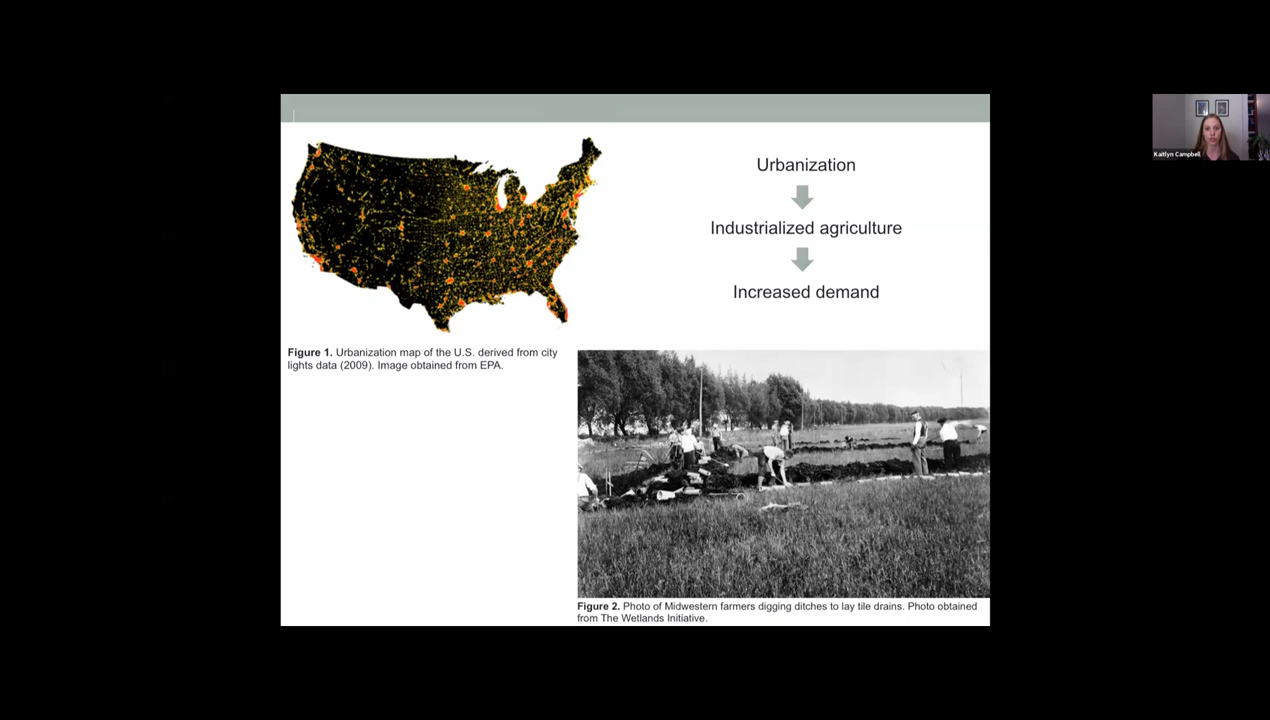 Urbanization
Industrialized agriculture
Increased demand
Figure 1. Urbanization map of the U.S. derived from city
lights data (2009). Image obtained from EPA.
Figure 2. Photo of Midwestern farmers digging ditches to lay tile drains. Photo obtained
from The Wetlands Initiative.
Kaitlyn Campbell